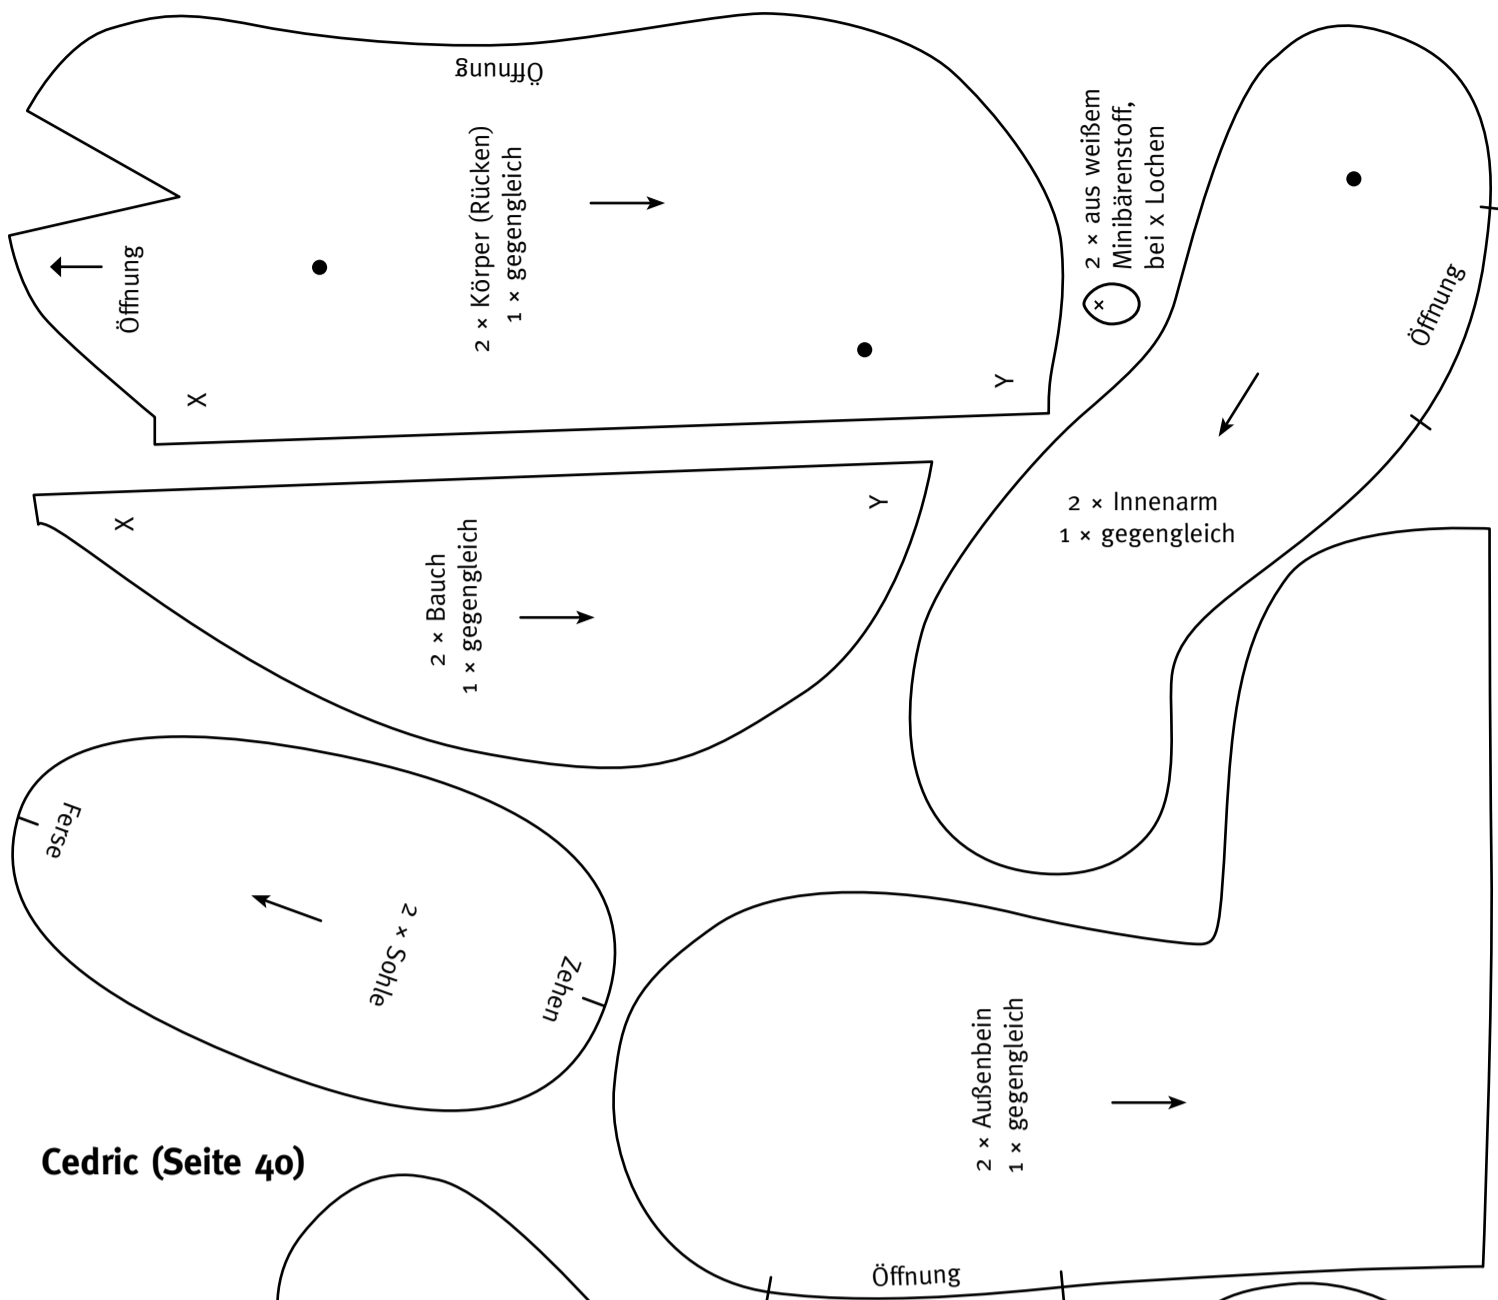 Öffnung
2 × Körper (Rücken)
1 × gegengleich
Öffnung
X
Y
2 × aus weißem
Minibärenstoff,
bei x Lochen
×
Öffnung
2 × Innenarm
1 × gegengleich
X
Y
2 × Bauch
1 × gegengleich
Ferse
2 × Sohle
Zehen
2 × Außenbein
1 × gegengleich
Öffnung
Cedric (Seite 40)